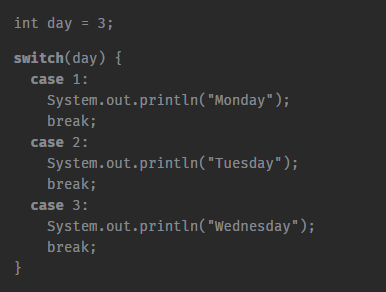 int day = 3;
switch(day) {
  case 1:
    System.out.println("Monday");
    break;
  case 2:
    System.out.println("Tuesday");
    break;
  case 3:
    System.out.println("Wednesday");
    break;
}